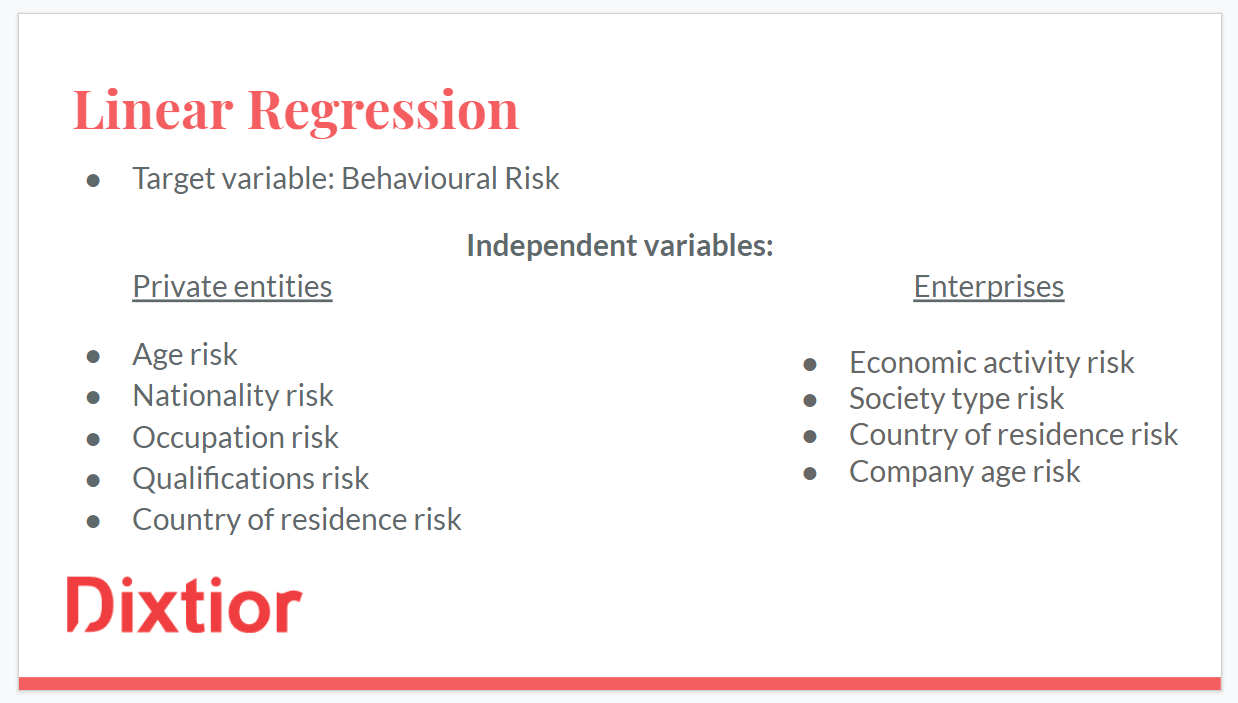 Linear Regression
● Target variable: Behavioural Risk
Independent variables:
Private entities
● Age risk
● Nationality risk
● Occupation risk
● Qualifications risk
● Country of residence risk
Enterprises
● Economic activity risk
● Society type risk
● Country of residence risk
● Company age risk
Dixtior